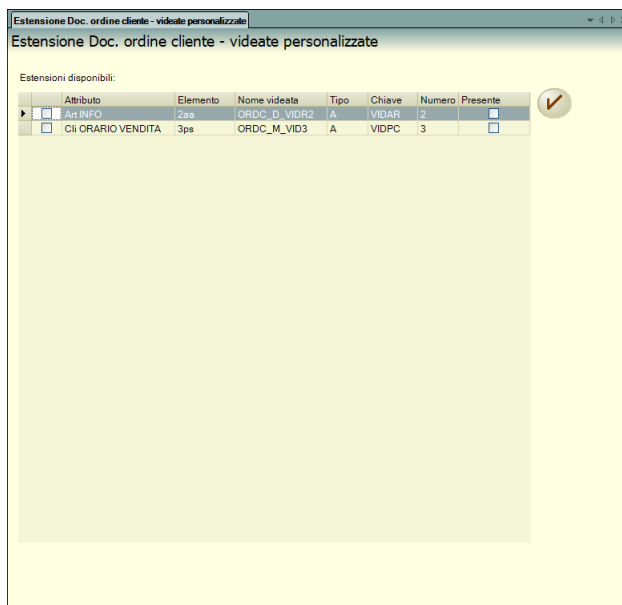 Estensione Doc. ordine cliente - videate personalizzate
Estensione Doc. ordine cliente - videate personalizzate
Estensioni disponibili:
Attributo Elemento Nome videata Tipo Chiave Numero Presente
Art INFO 2aa ORDC_D_VIDR2 A VIDAR 2
Cli ORARIO VENDITA 3ps ORDC_M_VID3 A VIDPC 3